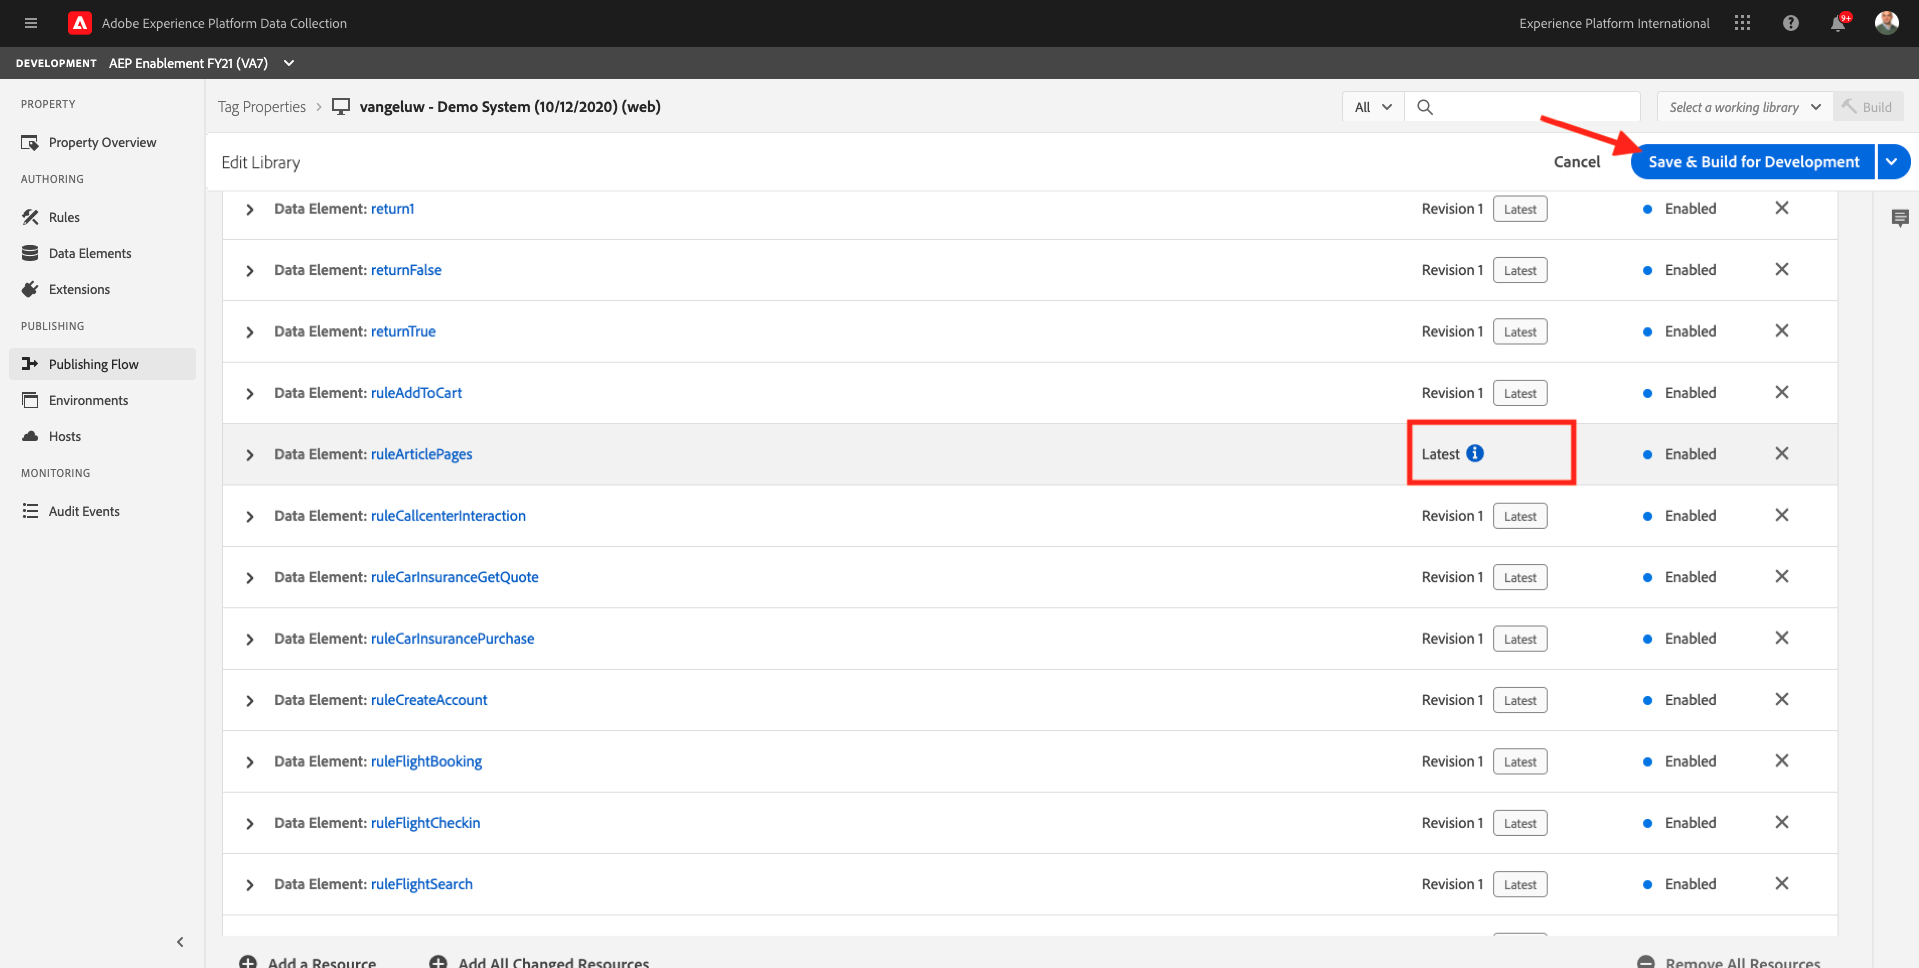 Adobe Experience Platform Data Collection
Experience Platform International
9+
DEVELOPMENT AEP Enablement FY21 (VA7)
PROPERTY
Property Overview
AUTHORING
Rules
Data Elements
Extensions
PUBLISHING
Publishing Flow
Environments
Hosts
MONITORING
Audit Events
Tag Properties > vangeluw - Demo System (10/12/2020) (web)
All
Select a working library
Build
Edit Library
Cancel
Save & Build for Development
Data Element: return1 Revision 1 Latest Enabled
Data Element: returnFalse Revision 1 Latest Enabled
Data Element: returnTrue Revision 1 Latest Enabled
Data Element: ruleAddToCart Revision 1 Latest Enabled
Data Element: ruleArticlePages Latest Enabled
Data Element: ruleCallcenterInteraction Revision 1 Latest Enabled
Data Element: ruleCarInsuranceGetQuote Revision 1 Latest Enabled
Data Element: ruleCarInsurancePurchase Revision 1 Latest Enabled
Data Element: ruleCreateAccount Revision 1 Latest Enabled
Data Element: ruleFlightBooking Revision 1 Latest Enabled
Data Element: ruleFlightCheckin Revision 1 Latest Enabled
Data Element: ruleFlightSearch Revision 1 Latest Enabled
Add a Resource
Add All Changed Resources
Remove All Resources